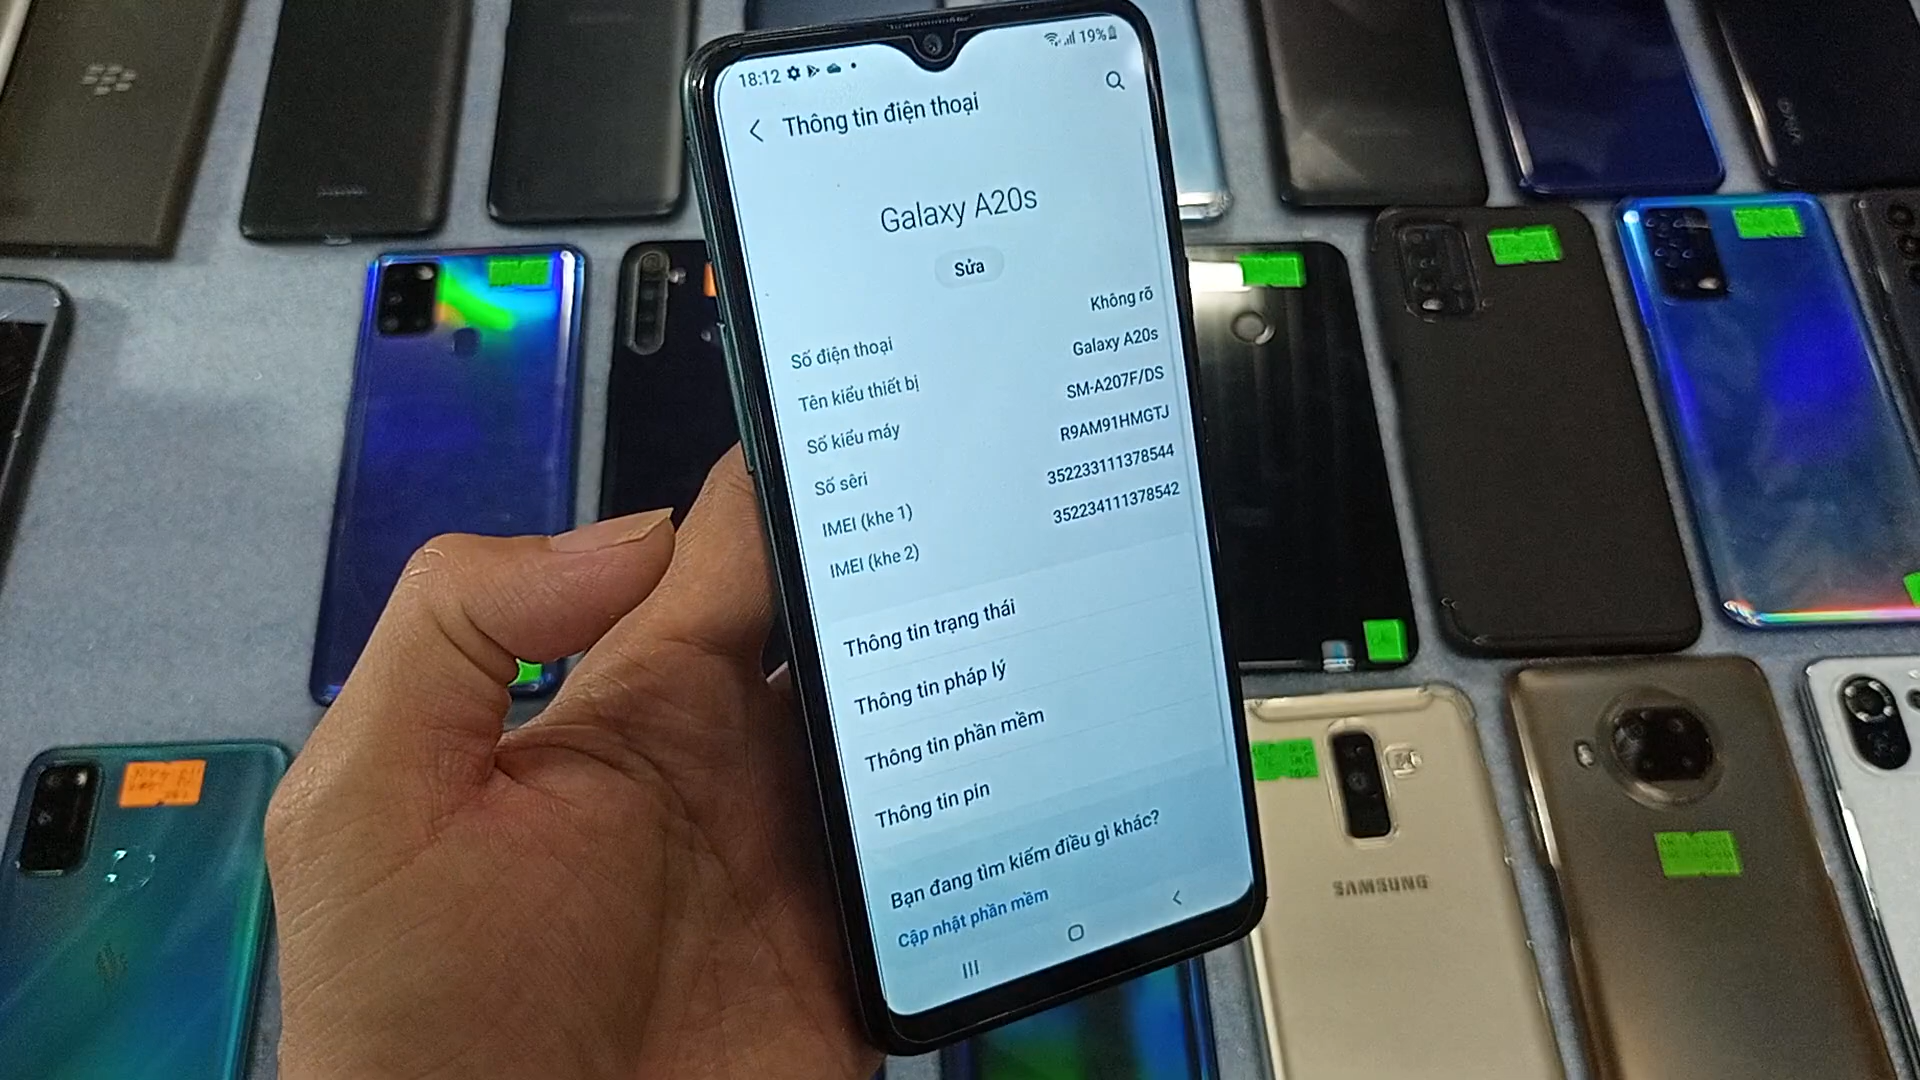 18:12
19%
Thông tin điện thoại
Galaxy A20s
Sửa
Số điện thoại
Không rõ
Tên kiểu thiết bị
Galaxy A20s
Số kiểu máy
SM-A207F/DS
Số sêri
R9AM91HMGTJ
IMEI (khe 1)
352233111378544
IMEI (khe 2)
352234111378542
Thông tin trạng thái
Thông tin pháp lý
Thông tin phần mềm
Thông tin pin
Bạn đang tìm kiếm điều gì khác?
Cập nhật phần mềm
SAMSUNG